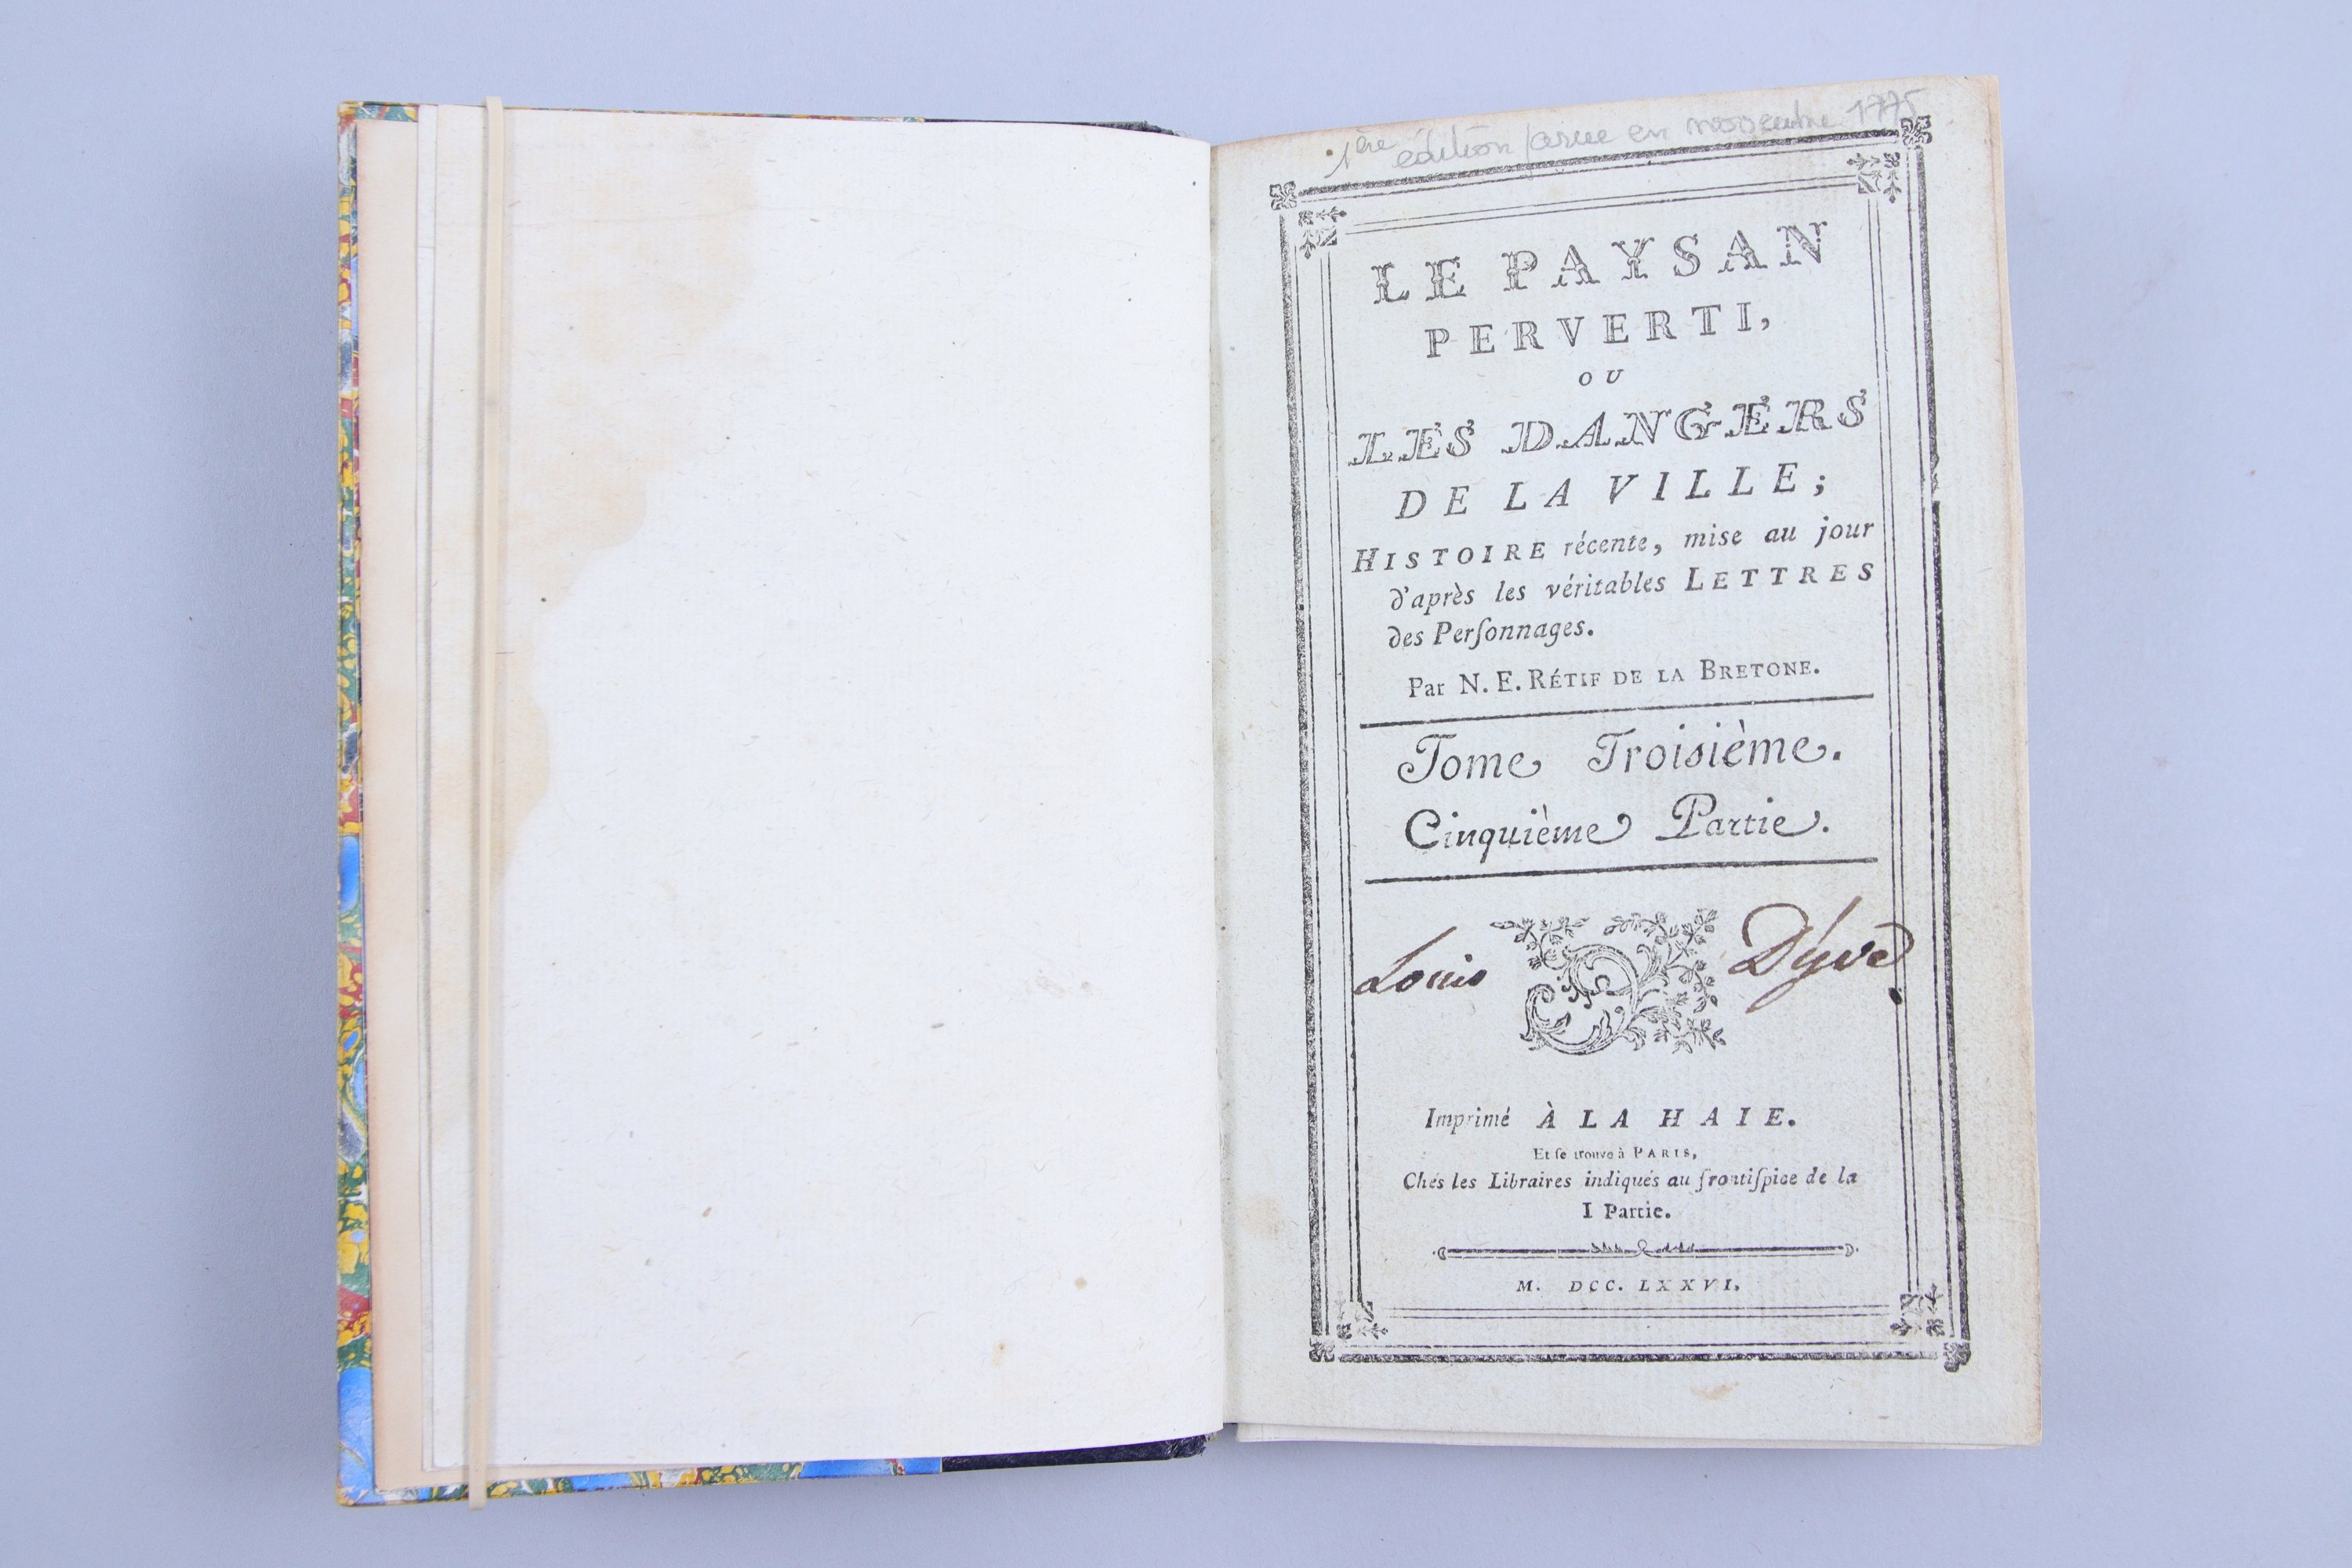 1ère édition parue en novembre 1775
LE PAYSAN
PERVERTI,
OU
LES DANGERS
DE LA VILLE;
HISTOIRE récente, mise au jour
d'après les véritables LETTRES
des Perſonnages.
Par N. E. RÉTIF DE LA BRETONE.
Tome Troisième.
Cinquième Partie.
Louis Dýve
Imprimé À LA HAIE.
Et ſe trouve à PARIS,
Chés les Libraires indiqués au frontiſpice de la
I Partie.
M. DCC. LXXVI.